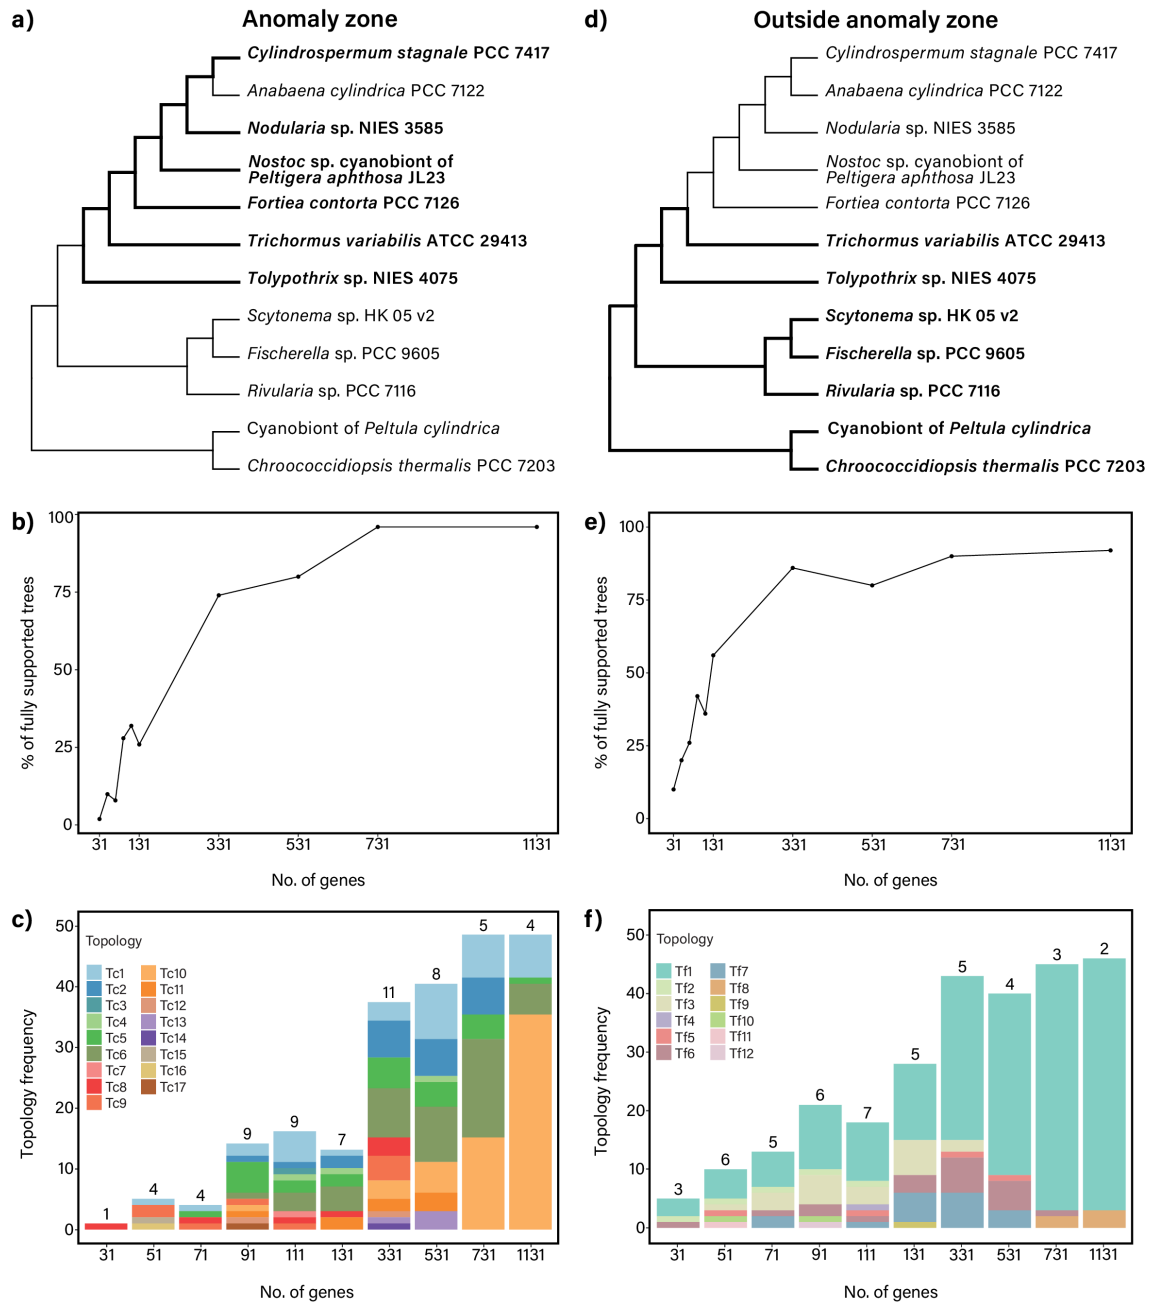 a)
Anomaly zone
Cylindrospermum stagnale PCC 7417
Anabaena cylindrica PCC 7122
Nodularia sp. NIES 3585
Nostoc sp. cyanobiont of
Peltigera aphthosa JL23
Fortiea contorta PCC 7126
Trichormus variabilis ATCC 29413
Tolypothrix sp. NIES 4075
Scytonema sp. HK 05 v2
Fischerella sp. PCC 9605
Rivularia sp. PCC 7116
Cyanobiont of Peltula cylindrica
Chroococcidiopsis thermalis PCC 7203
d)
Outside anomaly zone
Cylindrospermum stagnale PCC 7417
Anabaena cylindrica PCC 7122
Nodularia sp. NIES 3585
Nostoc sp. cyanobiont of
Peltigera aphthosa JL23
Fortiea contorta PCC 7126
Trichormus variabilis ATCC 29413
Tolypothrix sp. NIES 4075
Scytonema sp. HK 05 v2
Fischerella sp. PCC 9605
Rivularia sp. PCC 7116
Cyanobiont of Peltula cylindrica
Chroococcidiopsis thermalis PCC 7203
b)
% of fully supported trees
100
75
50
25
0
31 131 331 531 731 1131
No. of genes
e)
% of fully supported trees
100
75
50
25
0
31 131 331 531 731 1131
No. of genes
c)
Topology frequency
50
40
30
20
10
0
Topology
Tc1 Tc10
Tc2 Tc11
Tc3 Tc12
Tc4 Tc13
Tc5 Tc14
Tc6 Tc15
Tc7 Tc16
Tc8 Tc17
Tc9
1 4 4 9 9 7 11 8 5 4
31 51 71 91 111 131 331 531 731 1131
No. of genes
f)
Topology frequency
50
40
30
20
10
0
Topology
Tf1 Tf7
Tf2 Tf8
Tf3 Tf9
Tf4 Tf10
Tf5 Tf11
Tf6 Tf12
3 6 5 6 7 5 5 4 3 2
31 51 71 91 111 131 331 531 731 1131
No. of genes